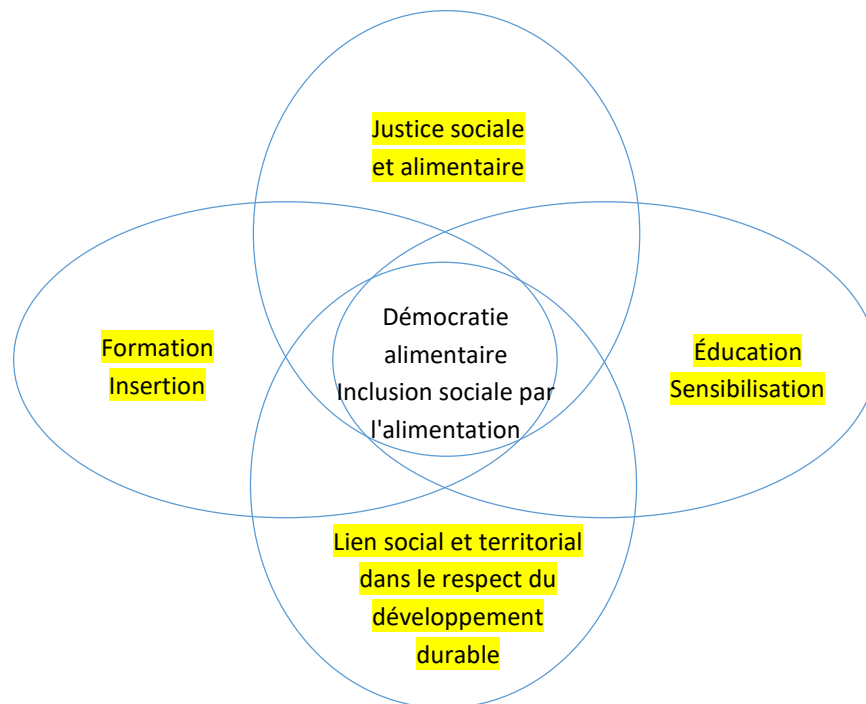 Justice sociale
et alimentaire
Formation
Insertion
Démocratie
alimentaire
Inclusion sociale par
l'alimentation
Éducation
Sensibilisation
Lien social et territorial
dans le respect du
développement
durable